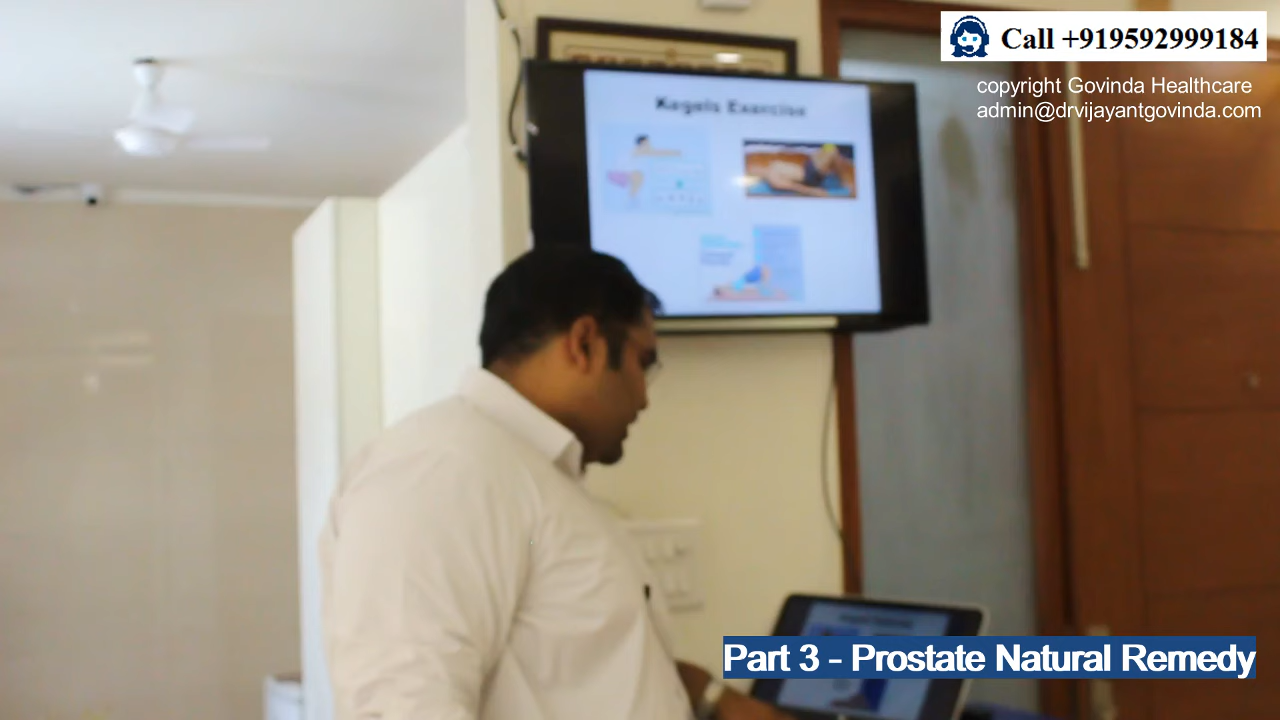 Call +919592999184
copyright Govinda Healthcare
admin@drvijayantgovinda.com
Kegels Exercise
Part 3 - Prostate Natural Remedy